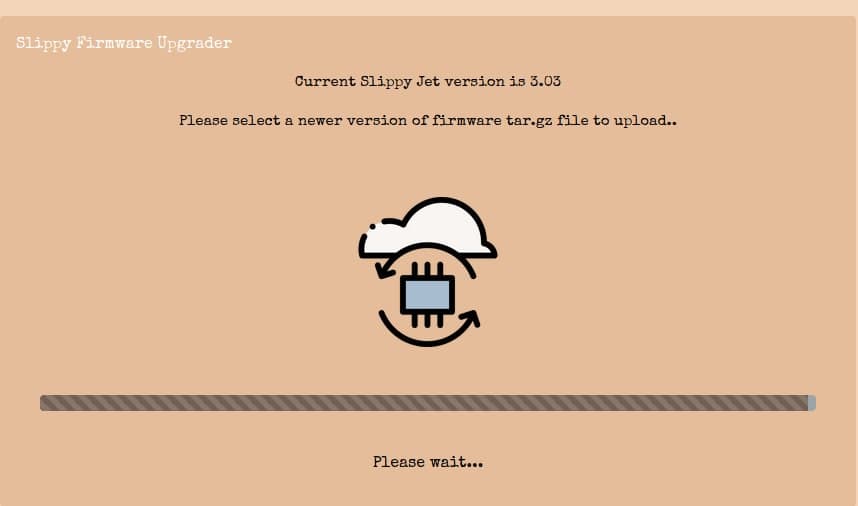 Slippy Firmware Upgrader
Current Slippy Jet version is 3.03
Please select a newer version of firmware tar.gz file to upload..
Please wait...